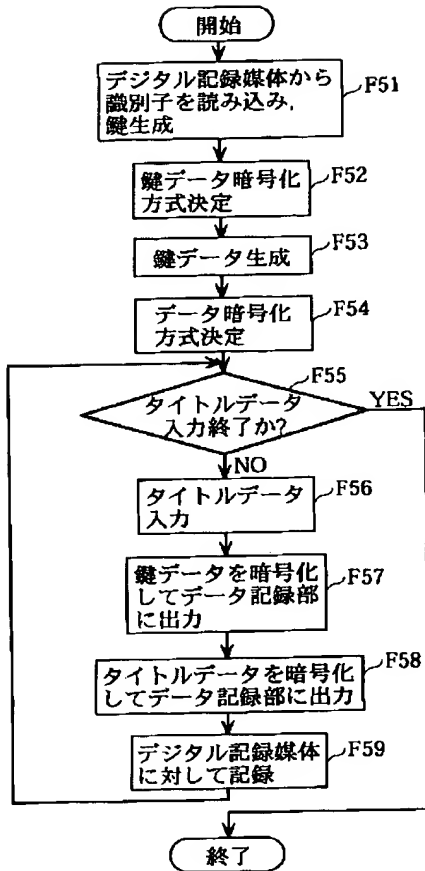 開始
デジタル記録媒体から
識別子を読み込み,
鍵生成
F51
鍵データ暗号化
方式決定
F52
鍵データ生成
F53
データ暗号化
方式決定
F54
F55
タイトルデータ
入力終了か?
YES
NO
タイトルデータ
入力
F56
鍵データを暗号化
してデータ記録部
に出力
F57
タイトルデータを暗号化
してデータ記録部に出力
F58
デジタル記録媒体
に対して記録
F59
終了